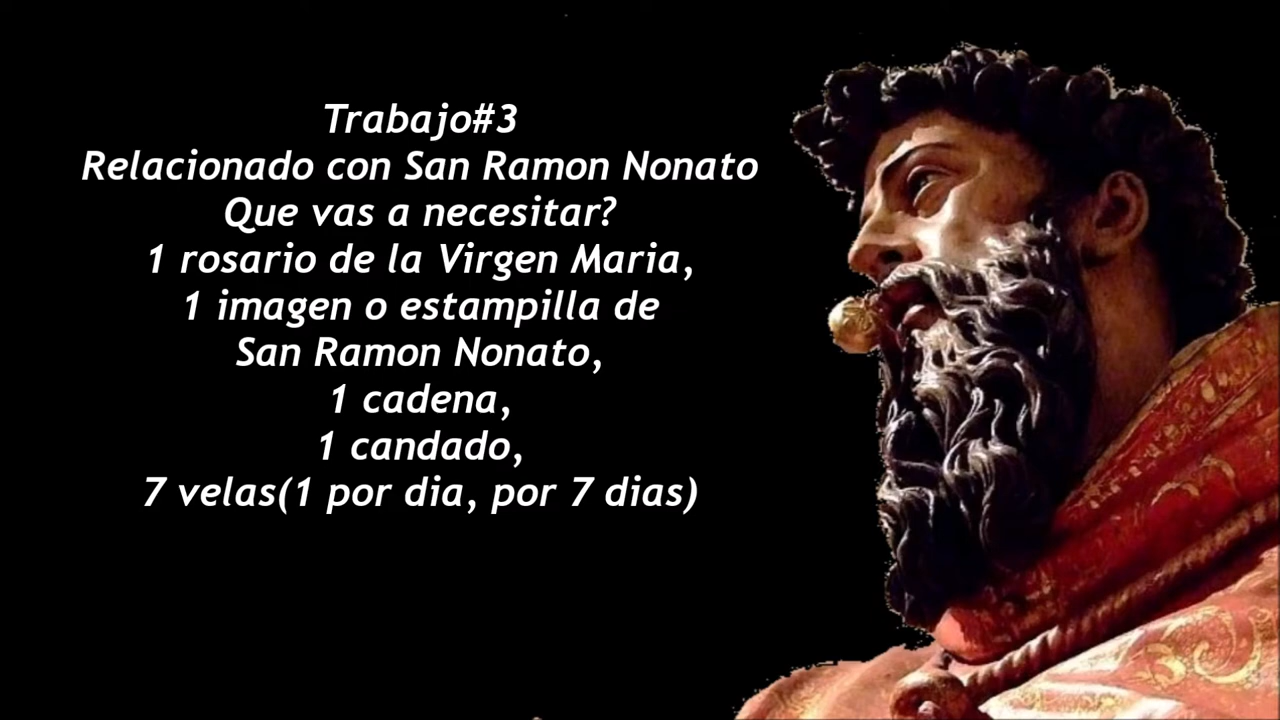 Trabajo#3
Relacionado con San Ramon Nonato
Que vas a necesitar?
1 rosario de la Virgen Maria,
1 imagen o estampilla de
San Ramon Nonato,
1 cadena,
1 candado,
7 velas(1 por dia, por 7 dias)